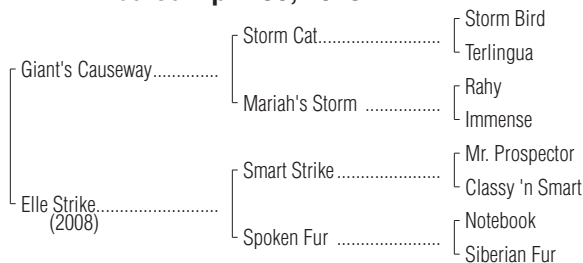 Storm Bird
Storm Cat
Terlingua
Giant's Causeway
Rahy
Mariah's Storm
Immense
Mr. Prospector
Smart Strike
Classy 'n Smart
Elle Strike
(2008)
Notebook
Spoken Fur
Siberian Fur